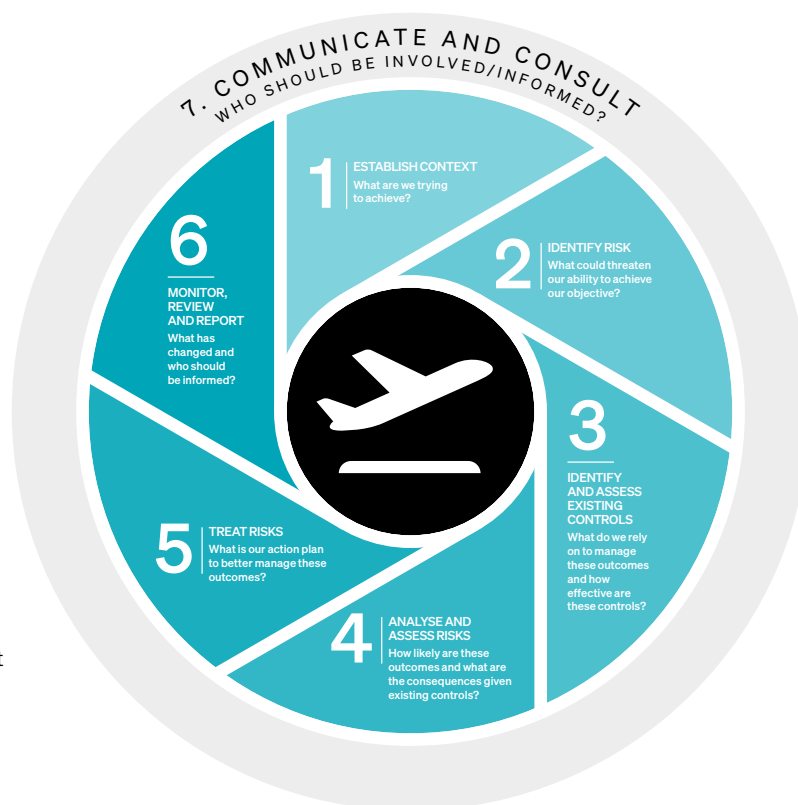 7. COMMUNICATE AND CONSULT
WHO SHOULD BE INVOLVED/INFORMED?
1
ESTABLISH CONTEXT
What are we trying
to achieve?
2
IDENTIFY RISK
What could threaten
our ability to achieve
our objective?
3
IDENTIFY
AND ASSESS
EXISTING
CONTROLS
What do we rely
on to manage
these outcomes
and how
effective are
these controls?
4
ANALYSE AND
ASSESS RISKS
How likely are these
outcomes and what are
the consequences given
existing controls?
5
TREAT RISKS
What is our action plan
to better manage these
outcomes?
6
MONITOR,
REVIEW
AND REPORT
What has
changed and
who should
be informed?
t